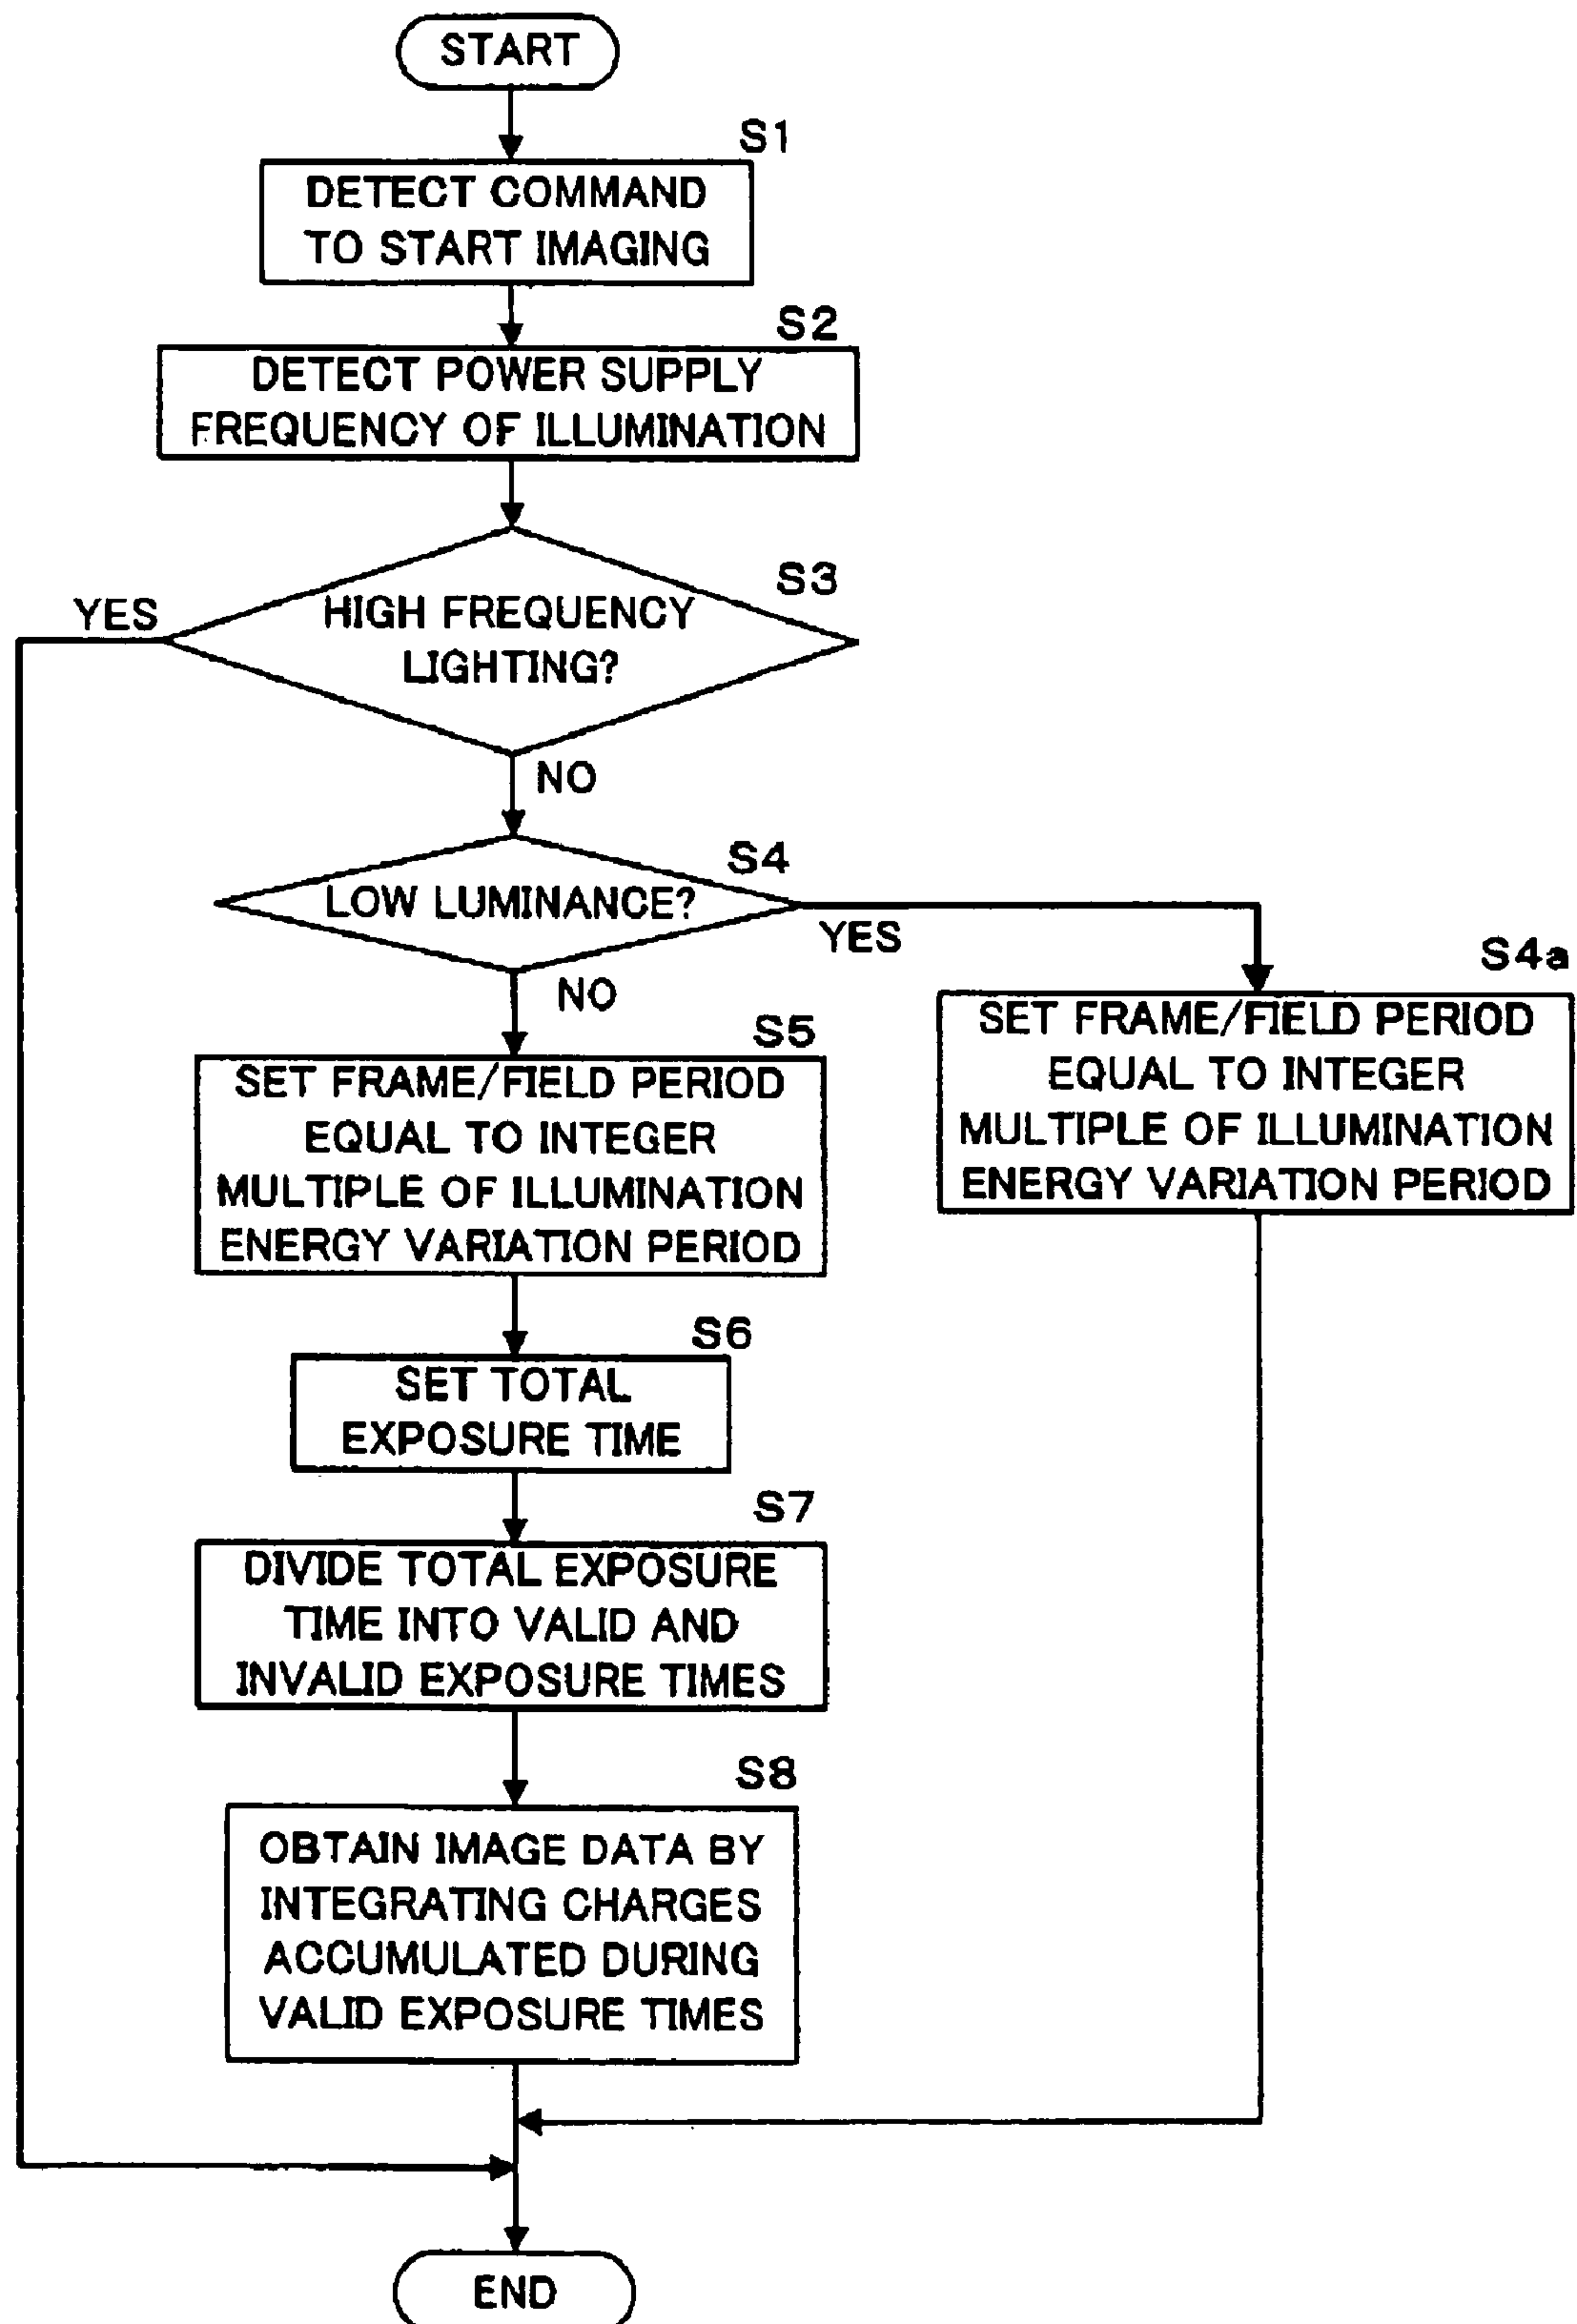 START
S1
DETECT COMMAND
TO START IMAGING
S2
DETECT POWER SUPPLY
FREQUENCY OF ILLUMINATION
S3
YES
HIGH FREQUENCY
LIGHTING?
NO
S4
LOW LUMINANCE?
YES
NO
S4a
SET FRAME/FIELD PERIOD
EQUAL TO INTEGER
MULTIPLE OF ILLUMINATION
ENERGY VARIATION PERIOD
S5
SET FRAME/FIELD PERIOD
EQUAL TO INTEGER
MULTIPLE OF ILLUMINATION
ENERGY VARIATION PERIOD
S6
SET TOTAL
EXPOSURE TIME
S7
DIVIDE TOTAL EXPOSURE
TIME INTO VALID AND
INVALID EXPOSURE TIMES
S8
OBTAIN IMAGE DATA BY
INTEGRATING CHARGES
ACCUMULATED DURING
VALID EXPOSURE TIMES
END